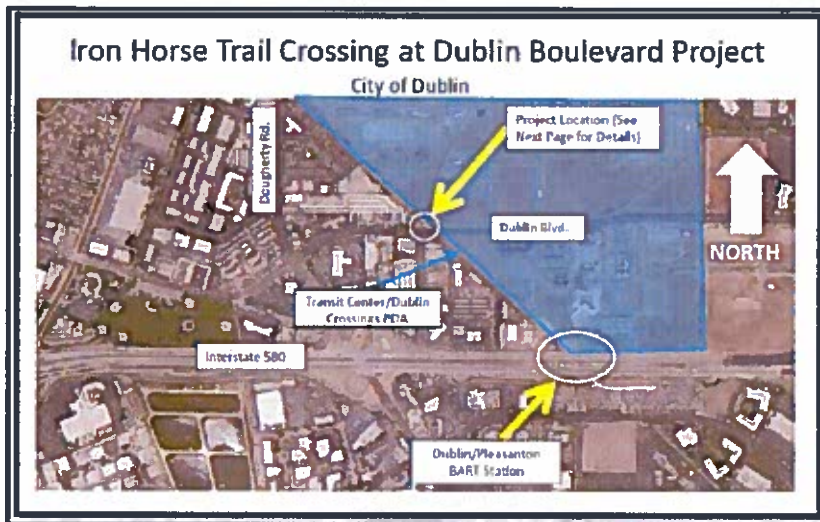 Iron Horse Trail Crossing at Dublin Boulevard Project
City of Dublin
Project Location (See
Next Page for Details)
Dougherty Rd.
Dublin Blvd.
NORTH
Transit Center/Dublin
Crossings PDA
Interstate 580
Dublin/Pleasanton
BART Station